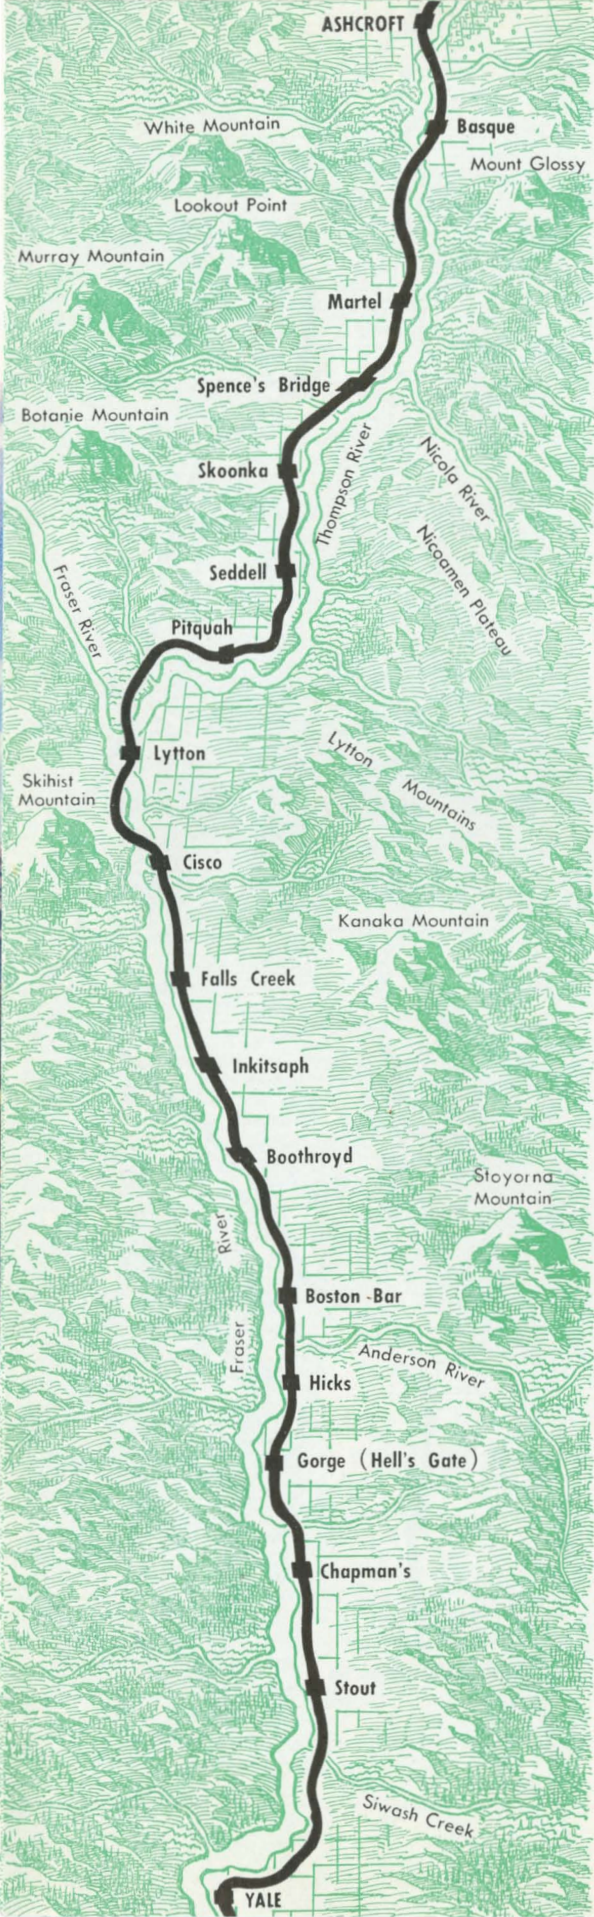 ASHCROFT
White Mountain
Basque
Mount Glossy
Lookout Point
Murray Mountain
Martel
Spence's Bridge
Botanie Mountain
Skoonka
Thompson River
Nicola River
Nicoamen Plateau
Seddell
Fraser River
Pitquah
Lytton
Lytton Mountains
Skihist
Mountain
Cisco
Kanaka Mountain
Falls Creek
Inkitsaph
Boothroyd
Stoyorna
Mountain
Fraser River
Boston-Bar
Anderson River
Hicks
Gorge (Hell's Gate)
Chapman's
Stout
Siwash Creek
YALE